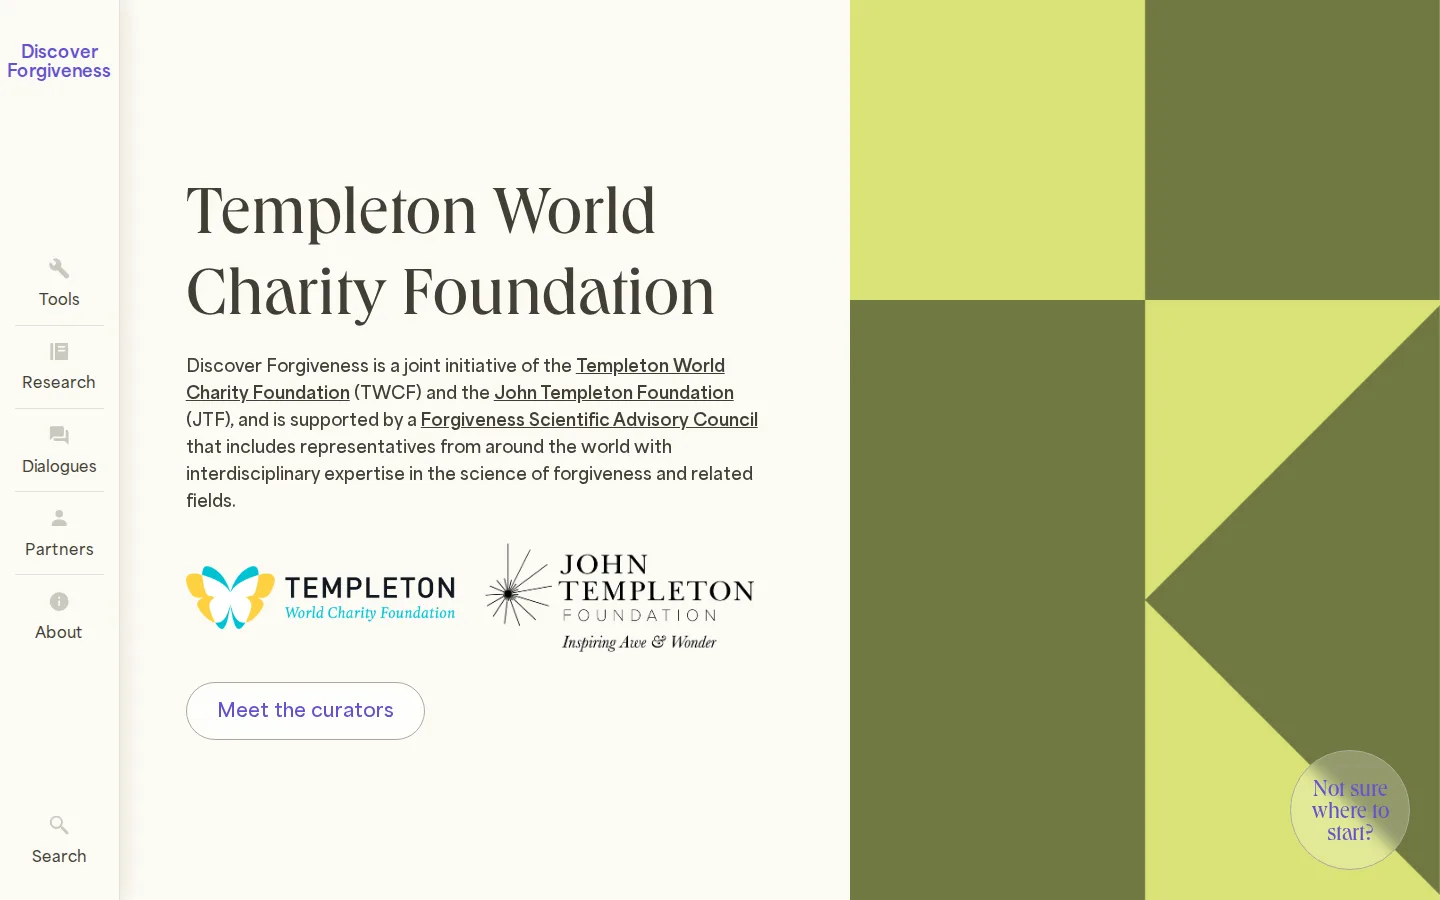 Discover
Forgiveness
Tools
Research
Dialogues
Partners
About
Search
Templeton World
Charity Foundation
Discover Forgiveness is a joint initiative of the Templeton World
Charity Foundation (TWCF) and the John Templeton Foundation
(JTF), and is supported by a Forgiveness Scientific Advisory Council
that includes representatives from around the world with
interdisciplinary expertise in the science of forgiveness and related
fields.
TEMPLETON
World Charity Foundation
JOHN
TEMPLETON
FOUNDATION
Inspiring Awe & Wonder
Meet the curators
Not sure
where to
start?